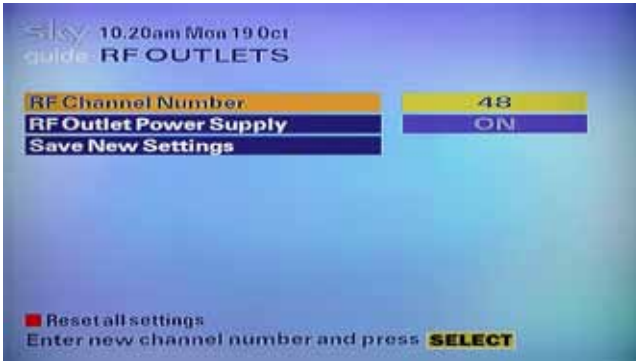 sky 10.20am Mon 19 Oct
guide RF OUTLETS
RF Channel Number 48
RF Outlet Power Supply ON
Save New Settings
Reset all settings
Enter new channel number and press SELECT